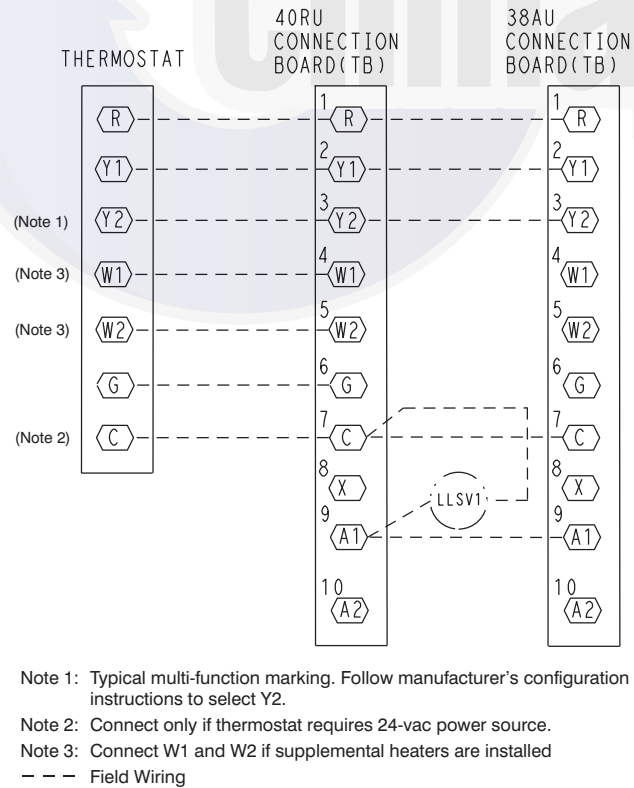 THERMOSTAT
40RU
CONNECTION
BOARD(TB)
38AU
CONNECTION
BOARD(TB)
R 1 R 1 R
Y1 2 Y1 2 Y1
(Note 1) Y2 3 Y2 3 Y2
(Note 3) W1 4 W1 4 W1
(Note 3) W2 5 W2 5 W2
G 6 G 6 G
(Note 2) C 7 C 7 C
8 X 8 X
LLSV1
9 A1 9 A1
10 A2 10 A2
Note 1: Typical multi-function marking. Follow manufacturer's configuration
instructions to select Y2.
Note 2: Connect only if thermostat requires 24-vac power source.
Note 3: Connect W1 and W2 if supplemental heaters are installed
– – – Field Wiring